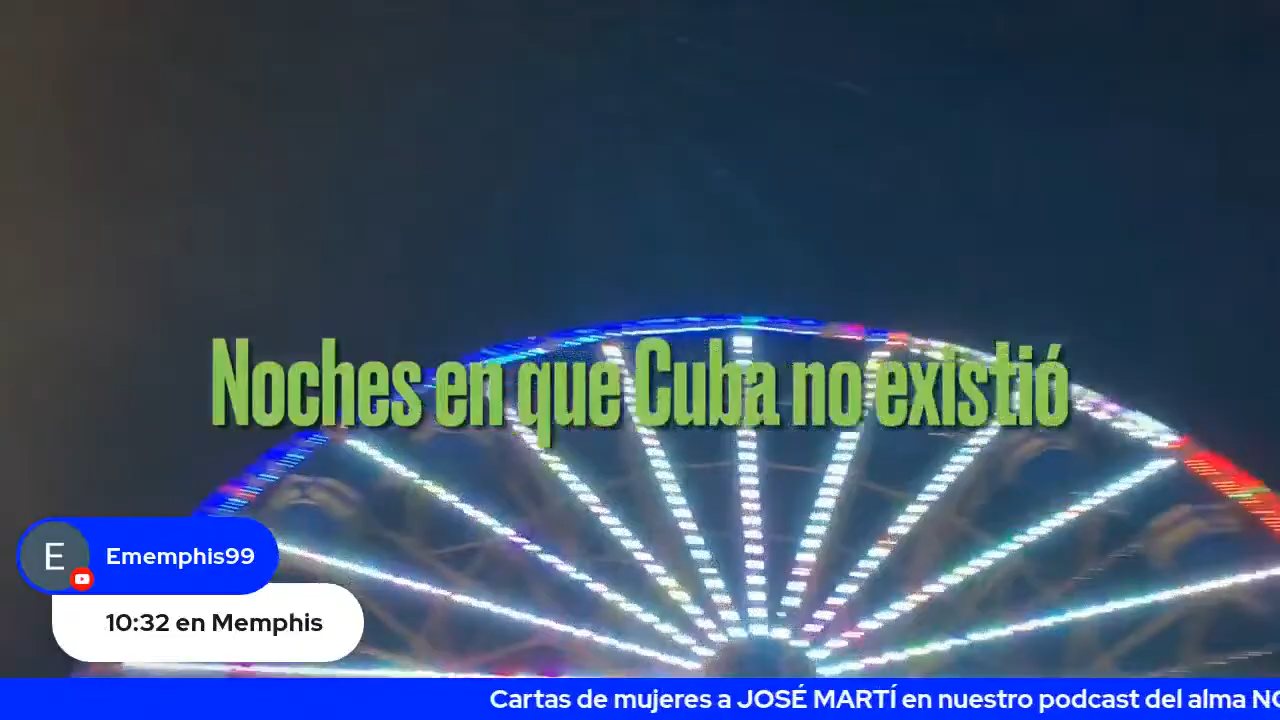 Noches en que Cuba no existió
E
Ememphis99
10:32 en Memphis
Cartas de mujeres a JOSÉ MARTÍ en nuestro podcast del alma